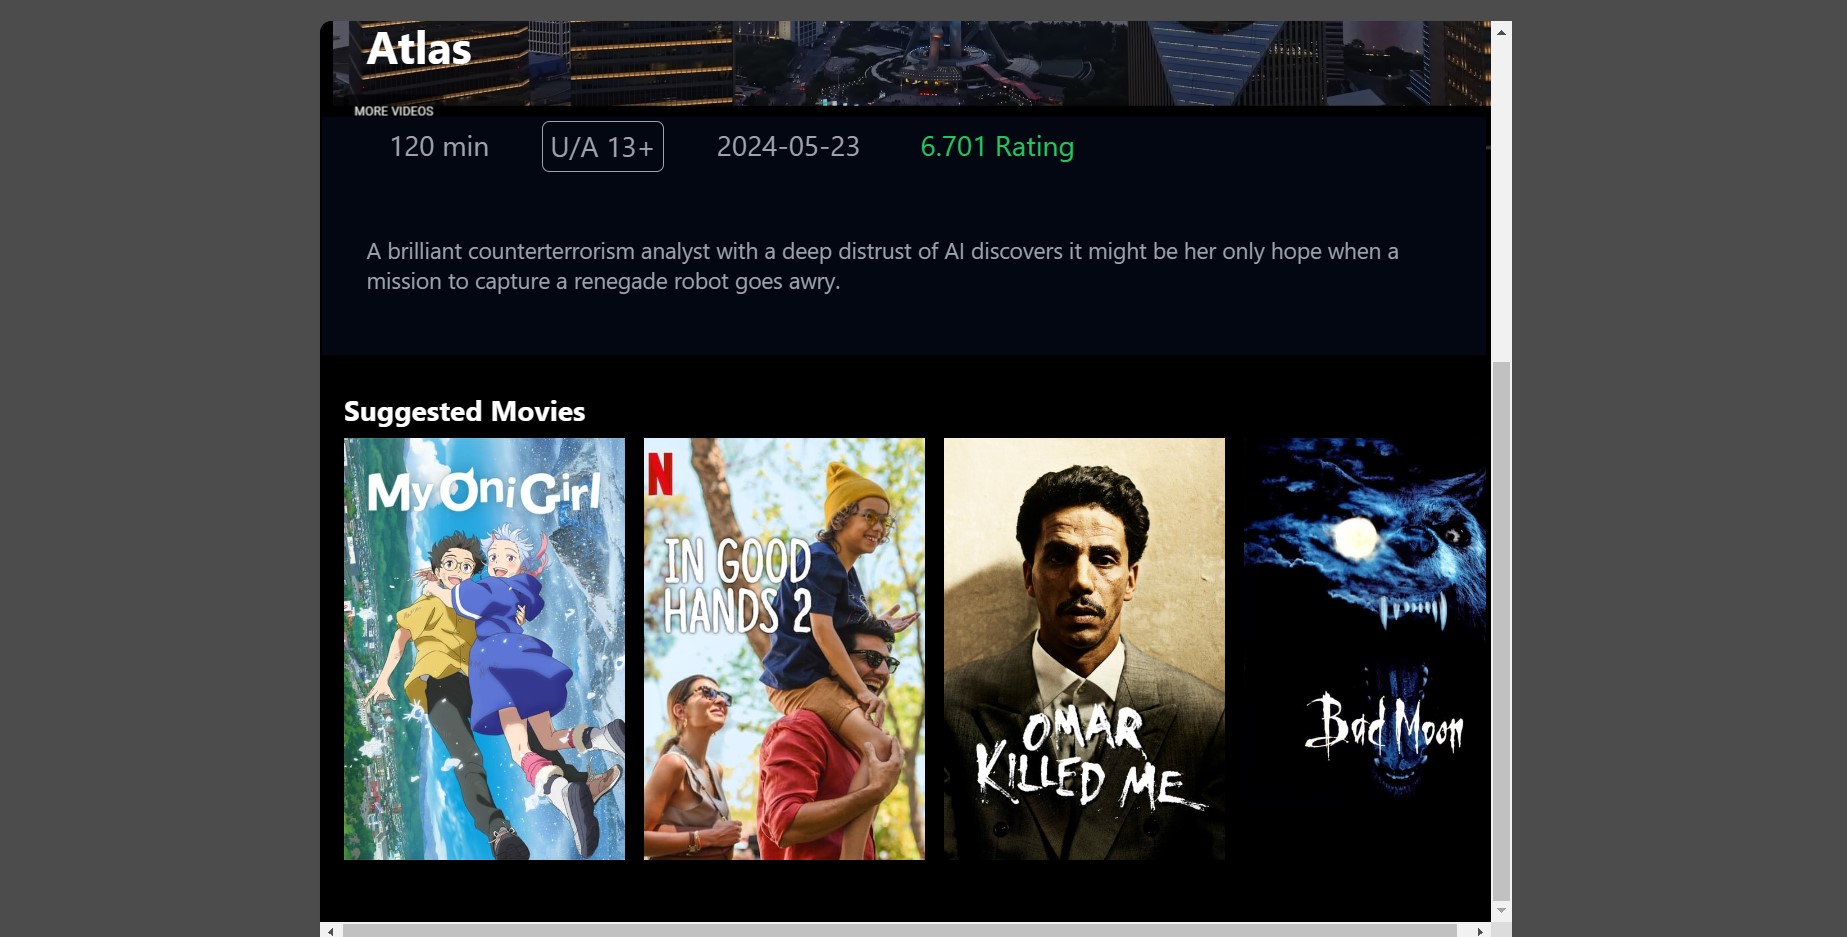 Atlas
MORE VIDEOS
120 min
U/A 13+
2024-05-23
6.701 Rating
A brilliant counterterrorism analyst with a deep distrust of AI discovers it might be her only hope when a
mission to capture a renegade robot goes awry.
Suggested Movies
My Oni Girl
N
IN GOOD
HANDS 2
OMAR
KILLED ME
Bad Moon